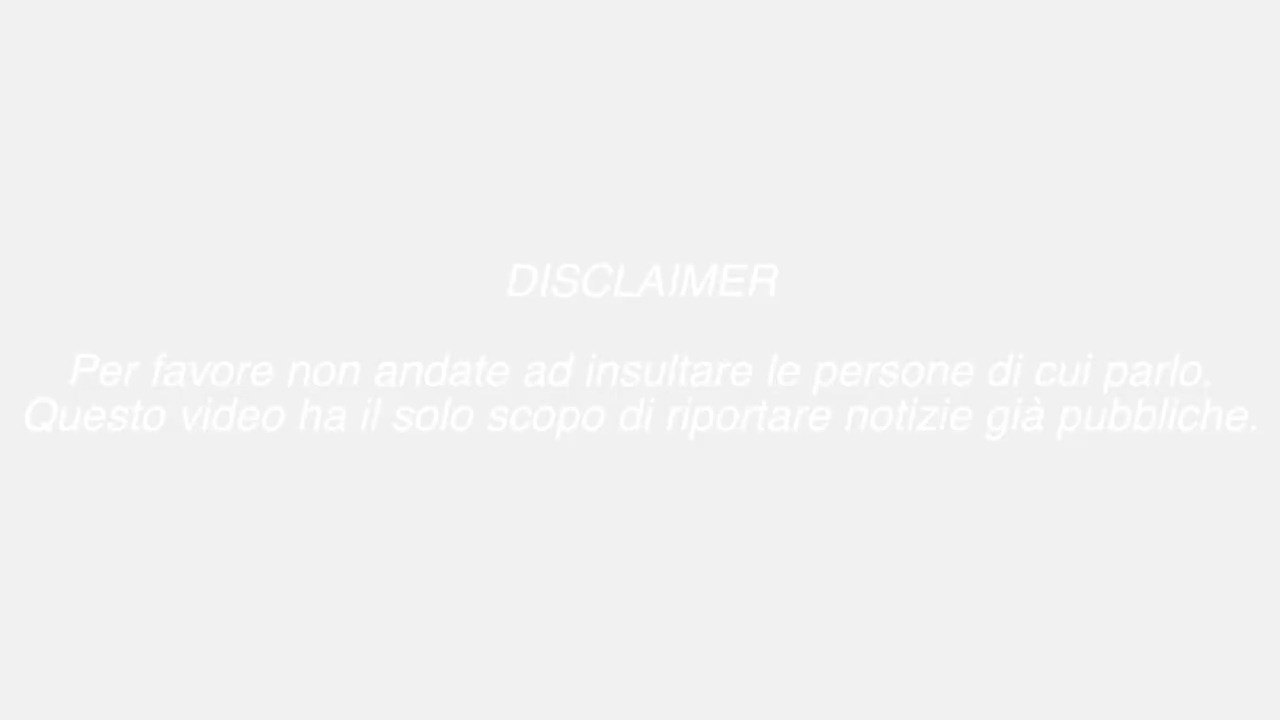 DISCLAIMER
Per favore non andate ad insultare le persone di cui parlo.
Questo video ha il solo scopo di riportare notizie già pubbliche.